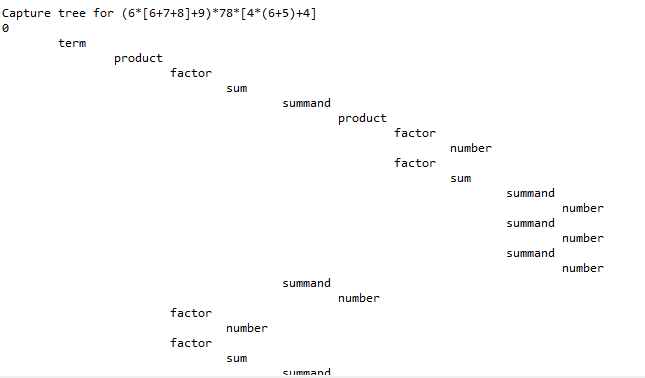 Capture tree for (6*[6+7+8]+9)*78*[4*(6+5)+4]
0
term
product
factor
sum
summand
product
factor
number
factor
sum
summand
number
summand
number
summand
number
summand
number
factor
number
factor
sum
summand